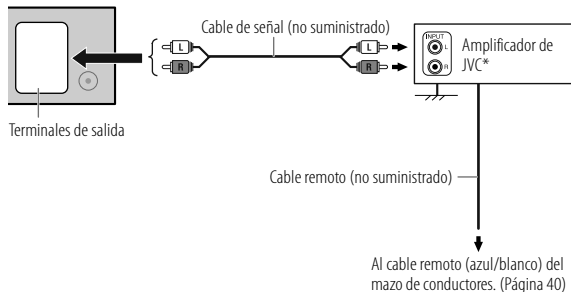 Cable de señal (no suministrado)
L
R
L
R
INPUT
L
R
Amplificador de
JVC*
Terminales de salida
Cable remoto (no suministrado)
Al cable remoto (azul/blanco) del
mazo de conductores. (Página 40)